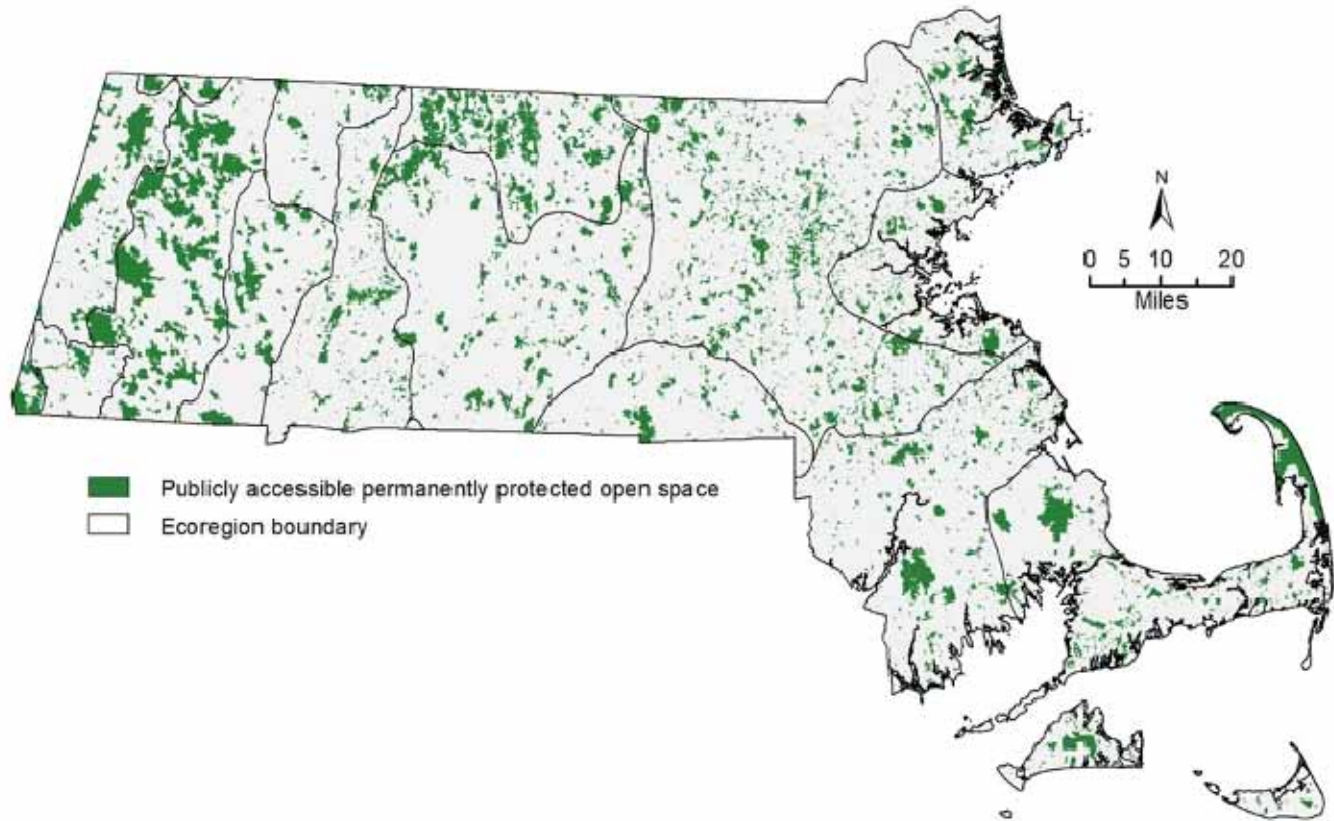 N
0 5 10 20
Miles
Publicly accessible permanently protected open space
Ecoregion boundary